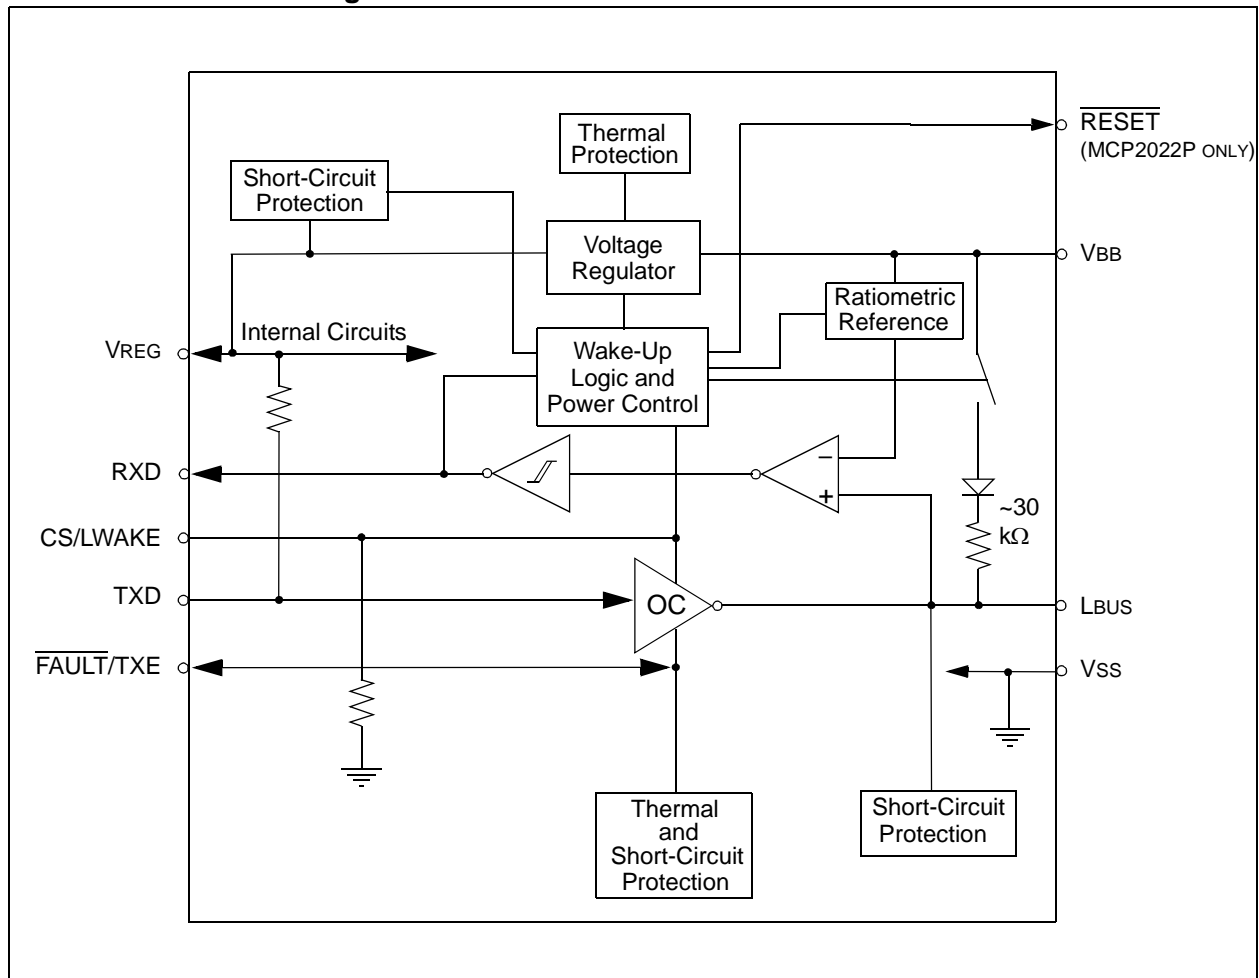 RESET
(MCP2022P ONLY)
Thermal
Protection
Short-Circuit
Protection
Voltage
Regulator
VBB
Ratiometric
Reference
VREG
Internal Circuits
Wake-Up
Logic and
Power Control
RXD
–
+
~30
kΩ
CS/LWAKE
TXD
OC
LBUS
FAULT/TXE
VSS
Thermal
and
Short-Circuit
Protection
Short-Circuit
Protection